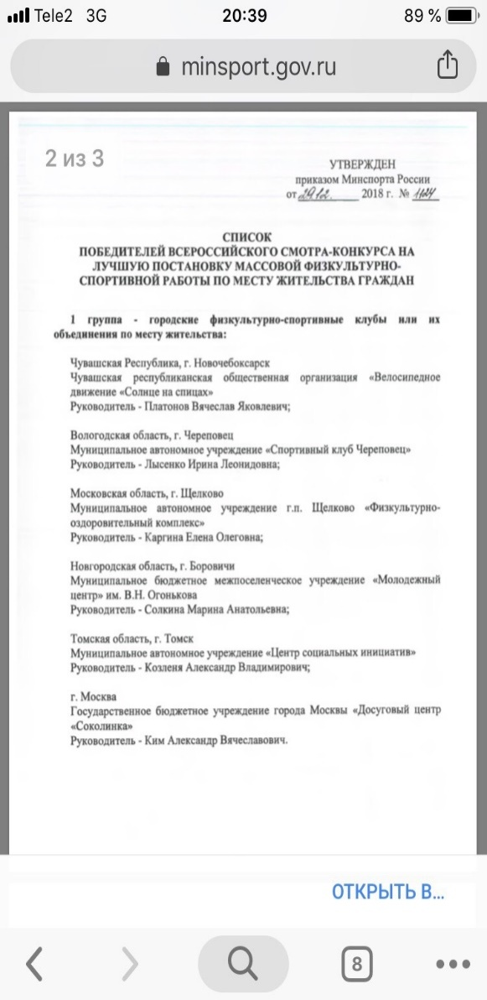 Tele2 3G 20:39 89 %
minsport.gov.ru
2 из 3
УТВЕРЖДЕН
приказом Минспорта России
от 29.12. 2018 г. № 1124
СПИСОК
ПОБЕДИТЕЛЕЙ ВСЕРОССИЙСКОГО СМОТРА-КОНКУРСА НА
ЛУЧШУЮ ПОСТАНОВКУ МАССОВОЙ ФИЗКУЛЬТУРНО-
СПОРТИВНОЙ РАБОТЫ ПО МЕСТУ ЖИТЕЛЬСТВА ГРАЖДАН
1 группа - городские физкультурно-спортивные клубы или их
объединения по месту жительства:
Чувашская Республика, г. Новочебоксарск
Чувашская республиканская общественная организация «Велосипедное
движение «Солнце на спицах»
Руководитель - Платонов Вячеслав Яковлевич;
Вологодская область, г. Череповец
Муниципальное автономное учреждение «Спортивный клуб Череповец»
Руководитель - Лысенко Ирина Леонидовна;
Московская область, г. Щелково
Муниципальное автономное учреждение г.п. Щелково «Физкультурно-
оздоровительный комплекс»
Руководитель - Каргина Елена Олеговна;
Новгородская область, г. Боровичи
Муниципальное бюджетное межпоселенческое учреждение «Молодежный
центр» им. В.Н. Огонькова
Руководитель - Солкина Марина Анатольевна;
Томская область, г. Томск
Муниципальное автономное учреждение «Центр социальных инициатив»
Руководитель - Козленя Александр Владимирович;
г. Москва
Государственное бюджетное учреждение города Москвы «Досуговый центр
«Соколинка»
Руководитель - Ким Александр Вячеславович.
ОТКРЫТЬ В...
8